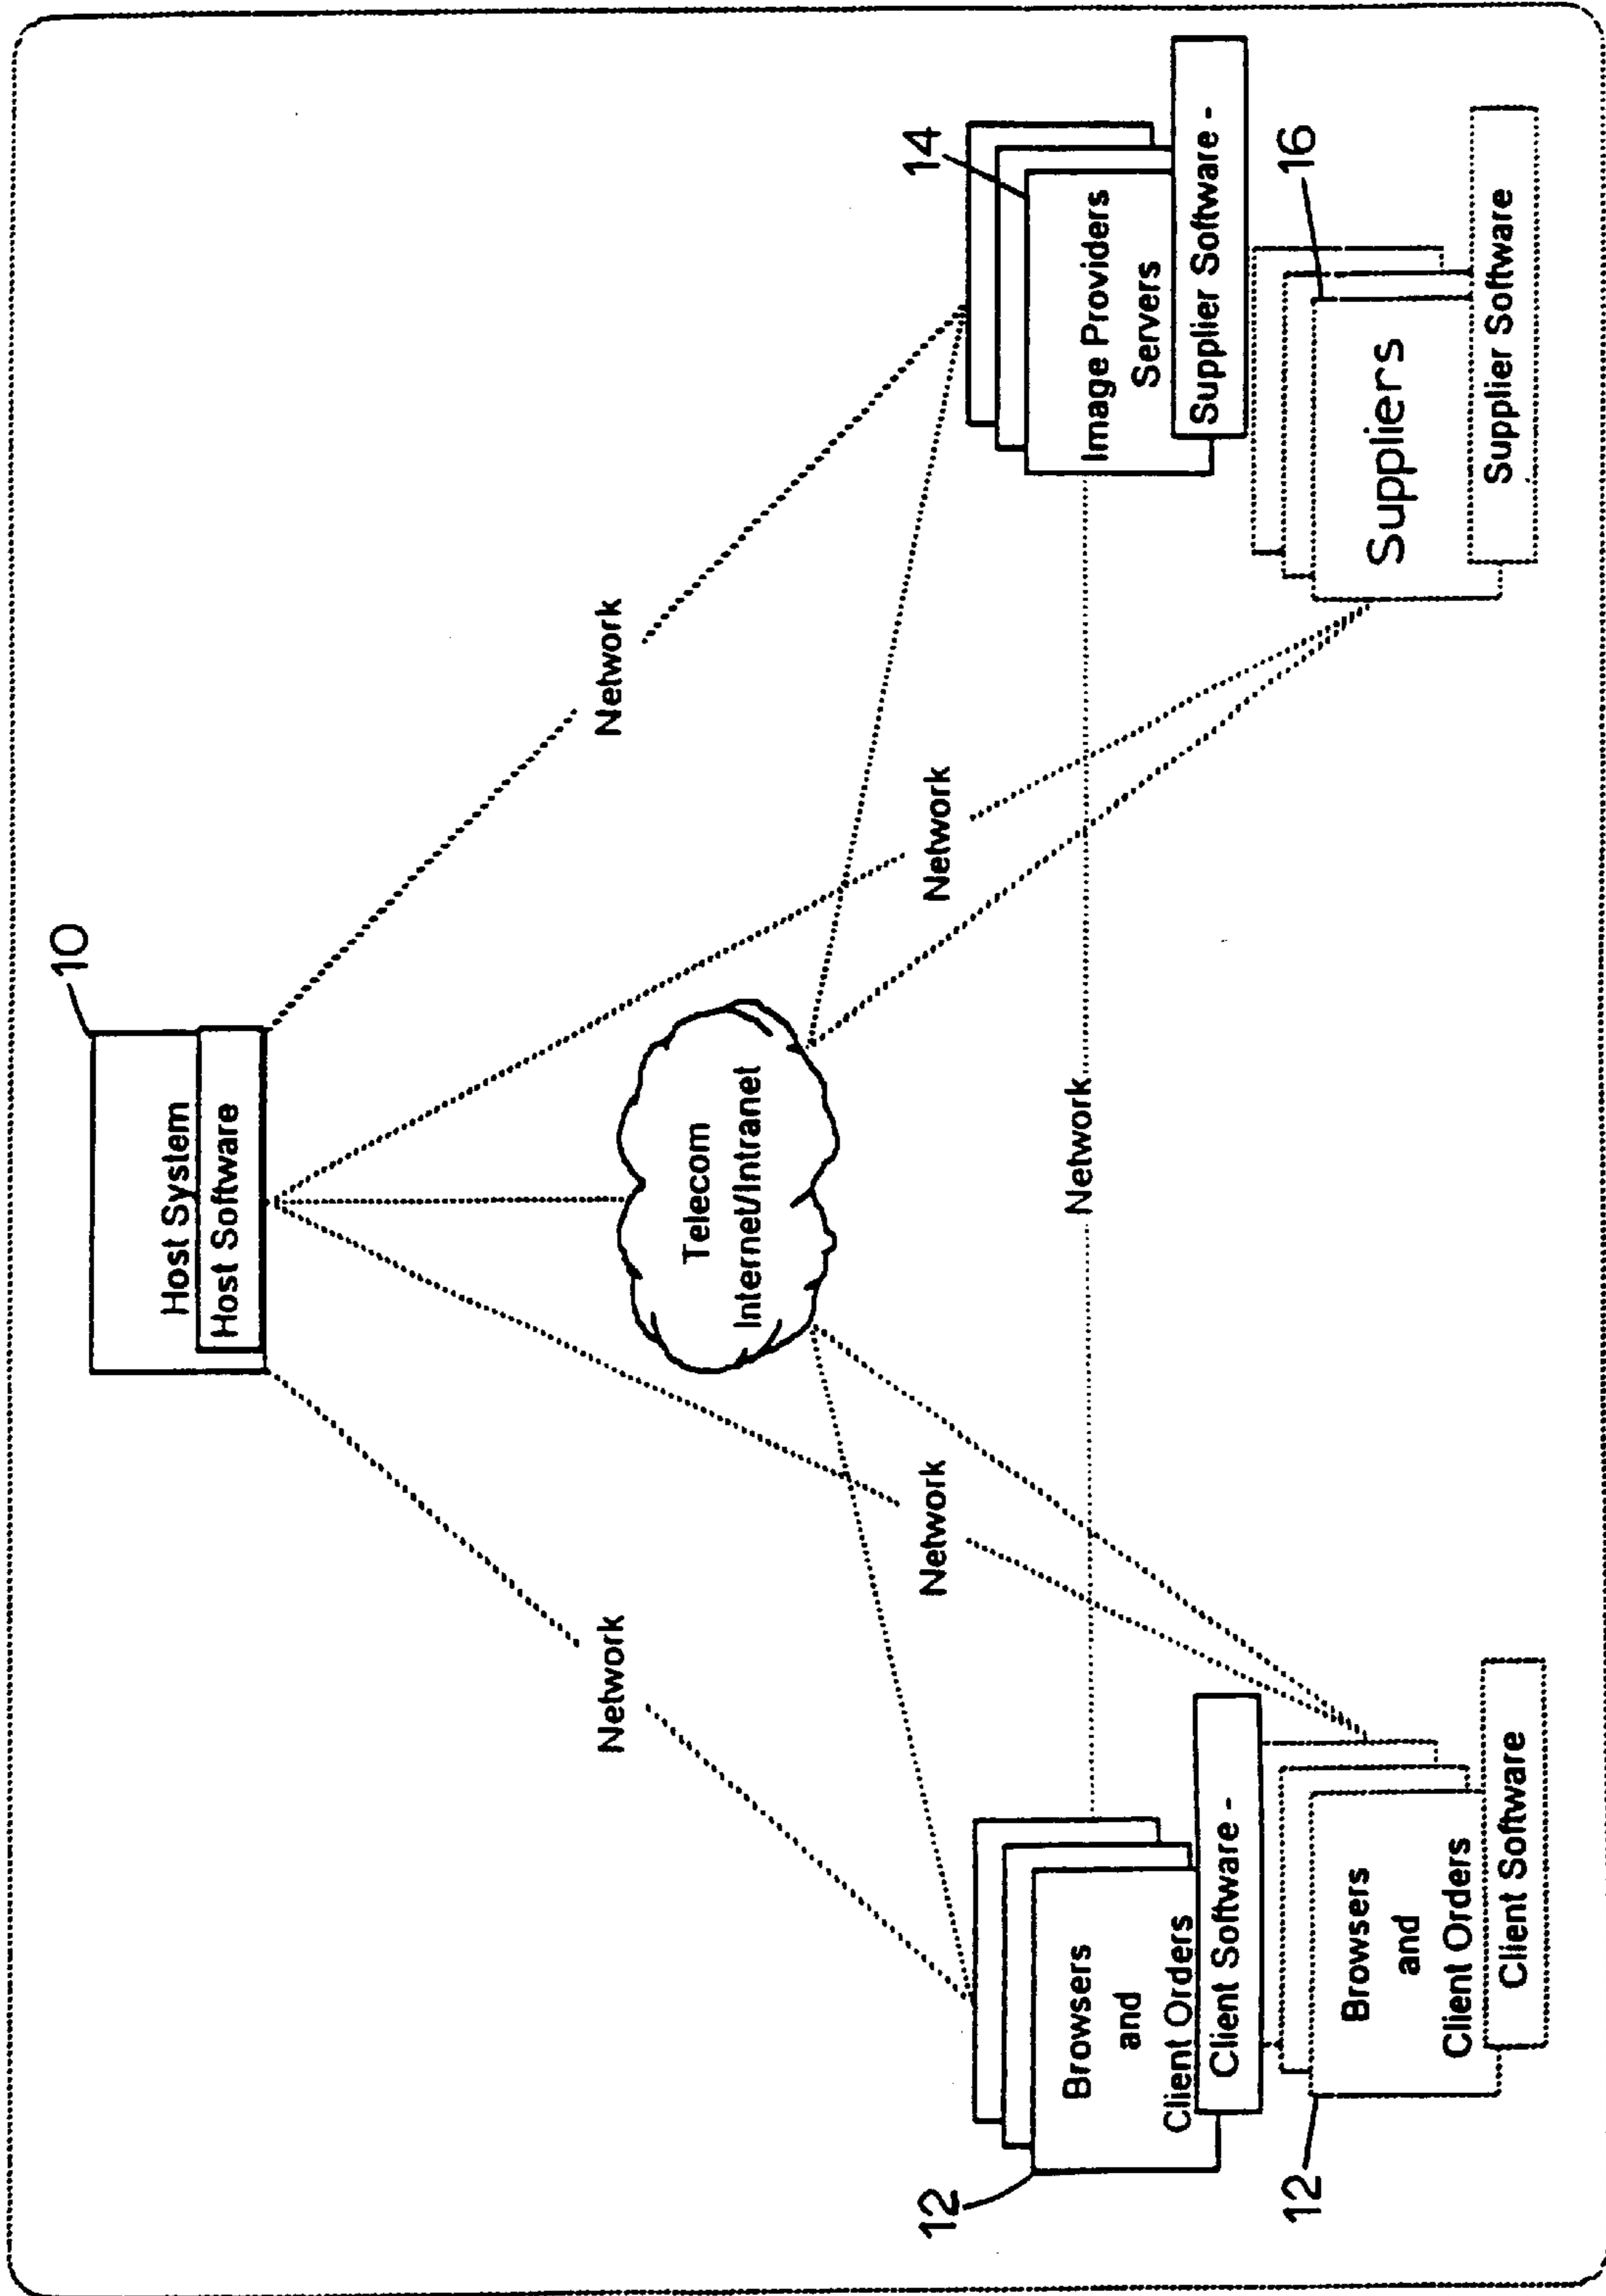 10
Host System
Host Software
Network
Network
Telecom
Internet/Intranet
Network
Network
Network
12
Browsers
and
Client Orders
Client Software -
12
Browsers
and
Client Orders
Client Software
14
Image Providers
Servers
Supplier Software -
16
Suppliers
Supplier Software